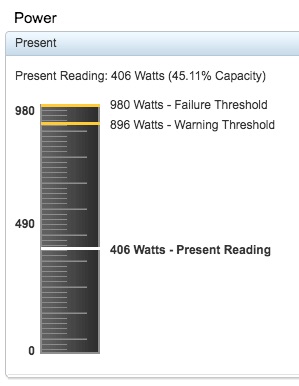 Power
Present
Present Reading: 406 Watts (45.11% Capacity)
980
980 Watts - Failure Threshold
896 Watts - Warning Threshold
490
406 Watts - Present Reading
0